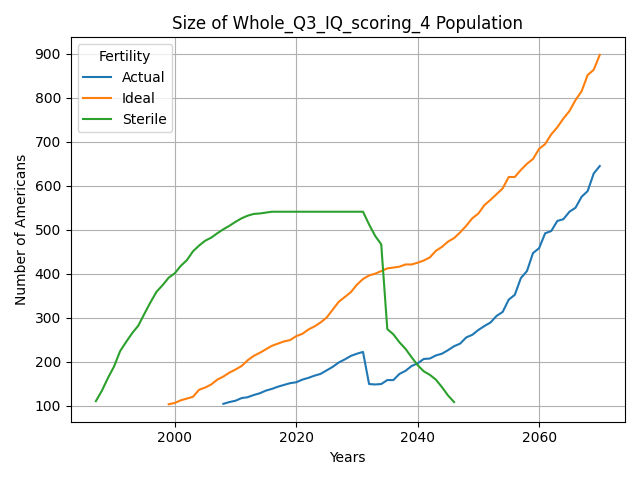 Size of Whole_Q3_IQ_scoring_4 Population
Fertility
Actual
Ideal
Sterile
Number of Americans
900
800
700
600
500
400
300
200
100
2000
2020
2040
2060
Years